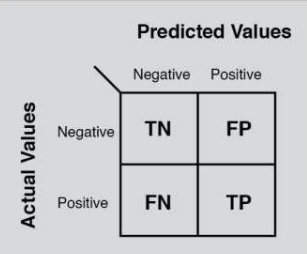 Predicted Values
Negative Positive
Actual Values
Negative TN FP
Positive FN TP